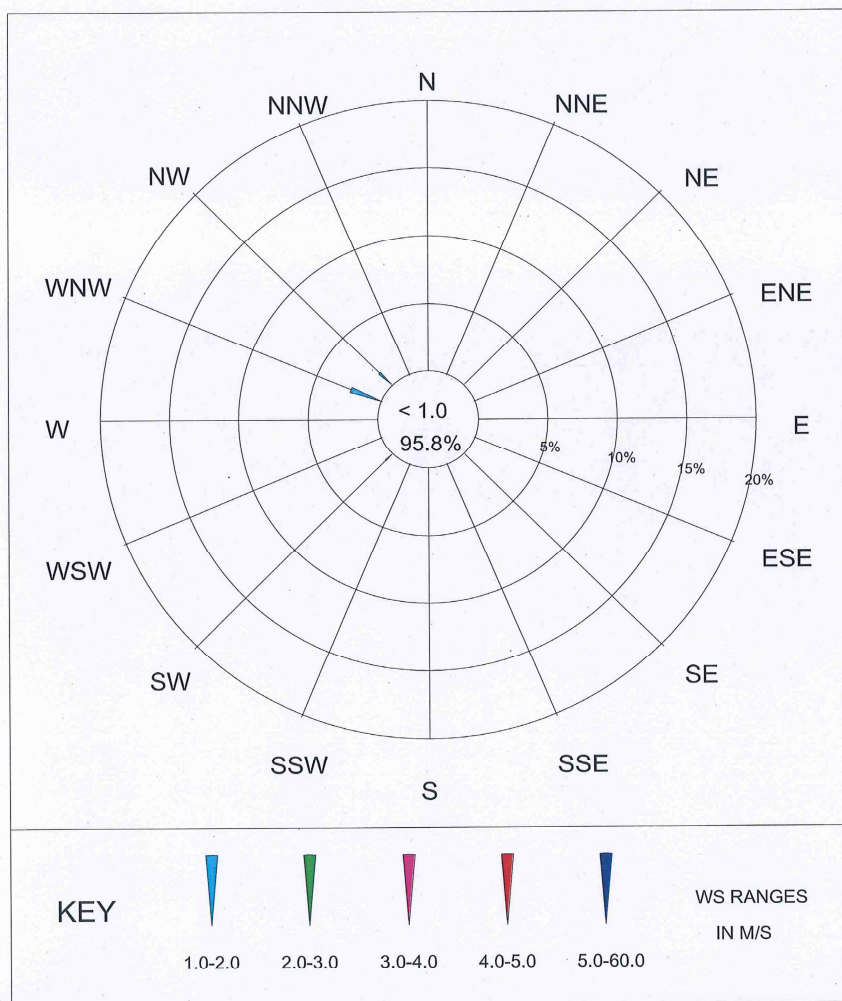 N
NNW
NNE
NW
NE
WNW
ENE
< 1.0
W
95.8%
5%
E
10%
15%
20%
WSW
ESE
SW
SE
SSW
SSE
S
KEY
WS RANGES
IN M/S
1.0-2.0
2.0-3.0
3.0-4.0
4.0-5.0
5.0-60.0